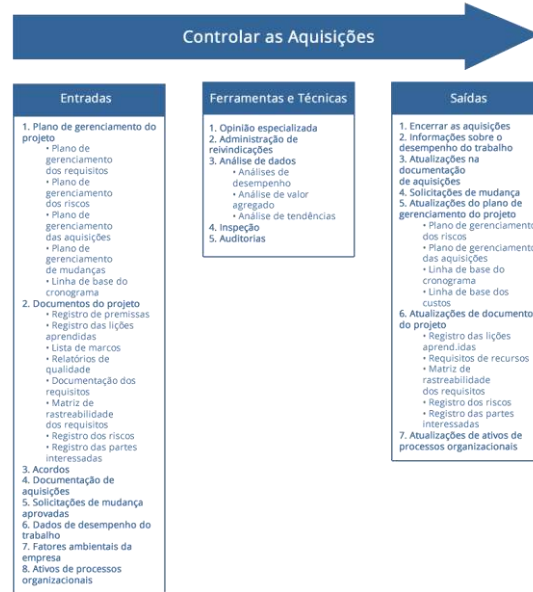 Controlar as Aquisições
Entradas
1. Plano de gerenciamento do
projeto
• Plano de
gerenciamento
dos requisitos
• Plano de
gerenciamento
dos riscos
• Plano de
gerenciamento
das aquisições
• Plano de
gerenciamento
de mudanças
• Linha de base do
cronograma
2. Documentos do projeto
• Registro de premissas
• Registro das lições
aprendidas
• Lista de marcos
• Relatórios de
qualidade
• Documentação dos
requisitos
• Matriz de
rastreabilidade
dos requisitos
• Registro dos riscos
• Registro das partes
interessadas
3. Acordos
4. Documentação de
aquisições
5. Solicitações de mudança
aprovadas
6. Dados de desempenho do
trabalho
7. Fatores ambientais da
empresa
8. Ativos de processos
organizacionais
Ferramentas e Técnicas
1. Opinião especializada
2. Administração de
reivindicações
3. Análise de dados
• Análises de
desempenho
• Análise de valor
agregado
• Análise de tendências
4. Inspeção
5. Auditorias
Saídas
1. Encerrar as aquisições
2. Informações sobre o
desempenho do trabalho
3. Atualizações na
documentação
de aquisições
4. Solicitações de mudança
5. Atualizações do plano de
gerenciamento do projeto
• Plano de gerenciamento
dos riscos
• Plano de gerenciamento
das aquisições
• Linha de base do
cronograma
• Linha de base dos
custos
6. Atualizações de documento
do projeto
• Registro das lições
aprend.idas
• Requisitos de recursos
• Matriz de
rastreabilidade
dos requisitos
• Registro dos riscos
• Registro das partes
interessadas
7. Atualizações de ativos de
processos organizacionais